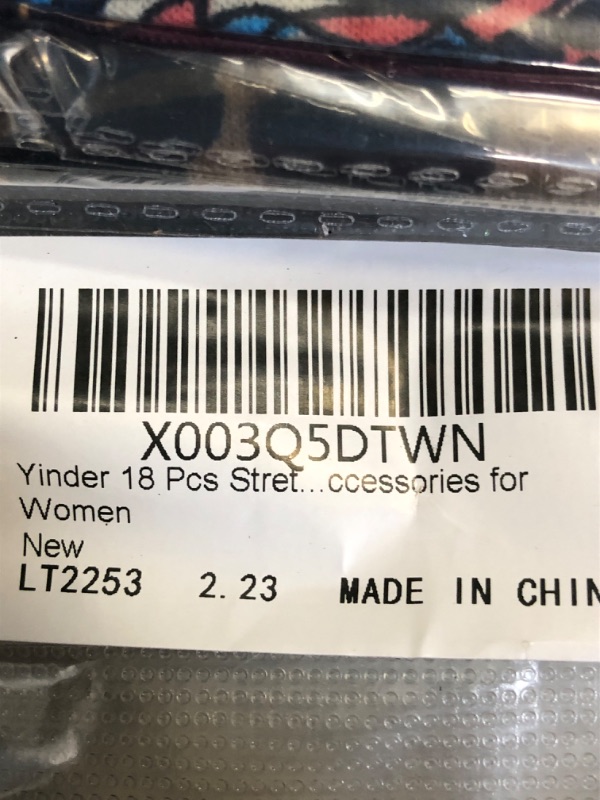 X003Q5DTWN
Yinder 18 Pcs Stret...ccessories for
Women
New
LT2253 2.23 MADE IN CHIN